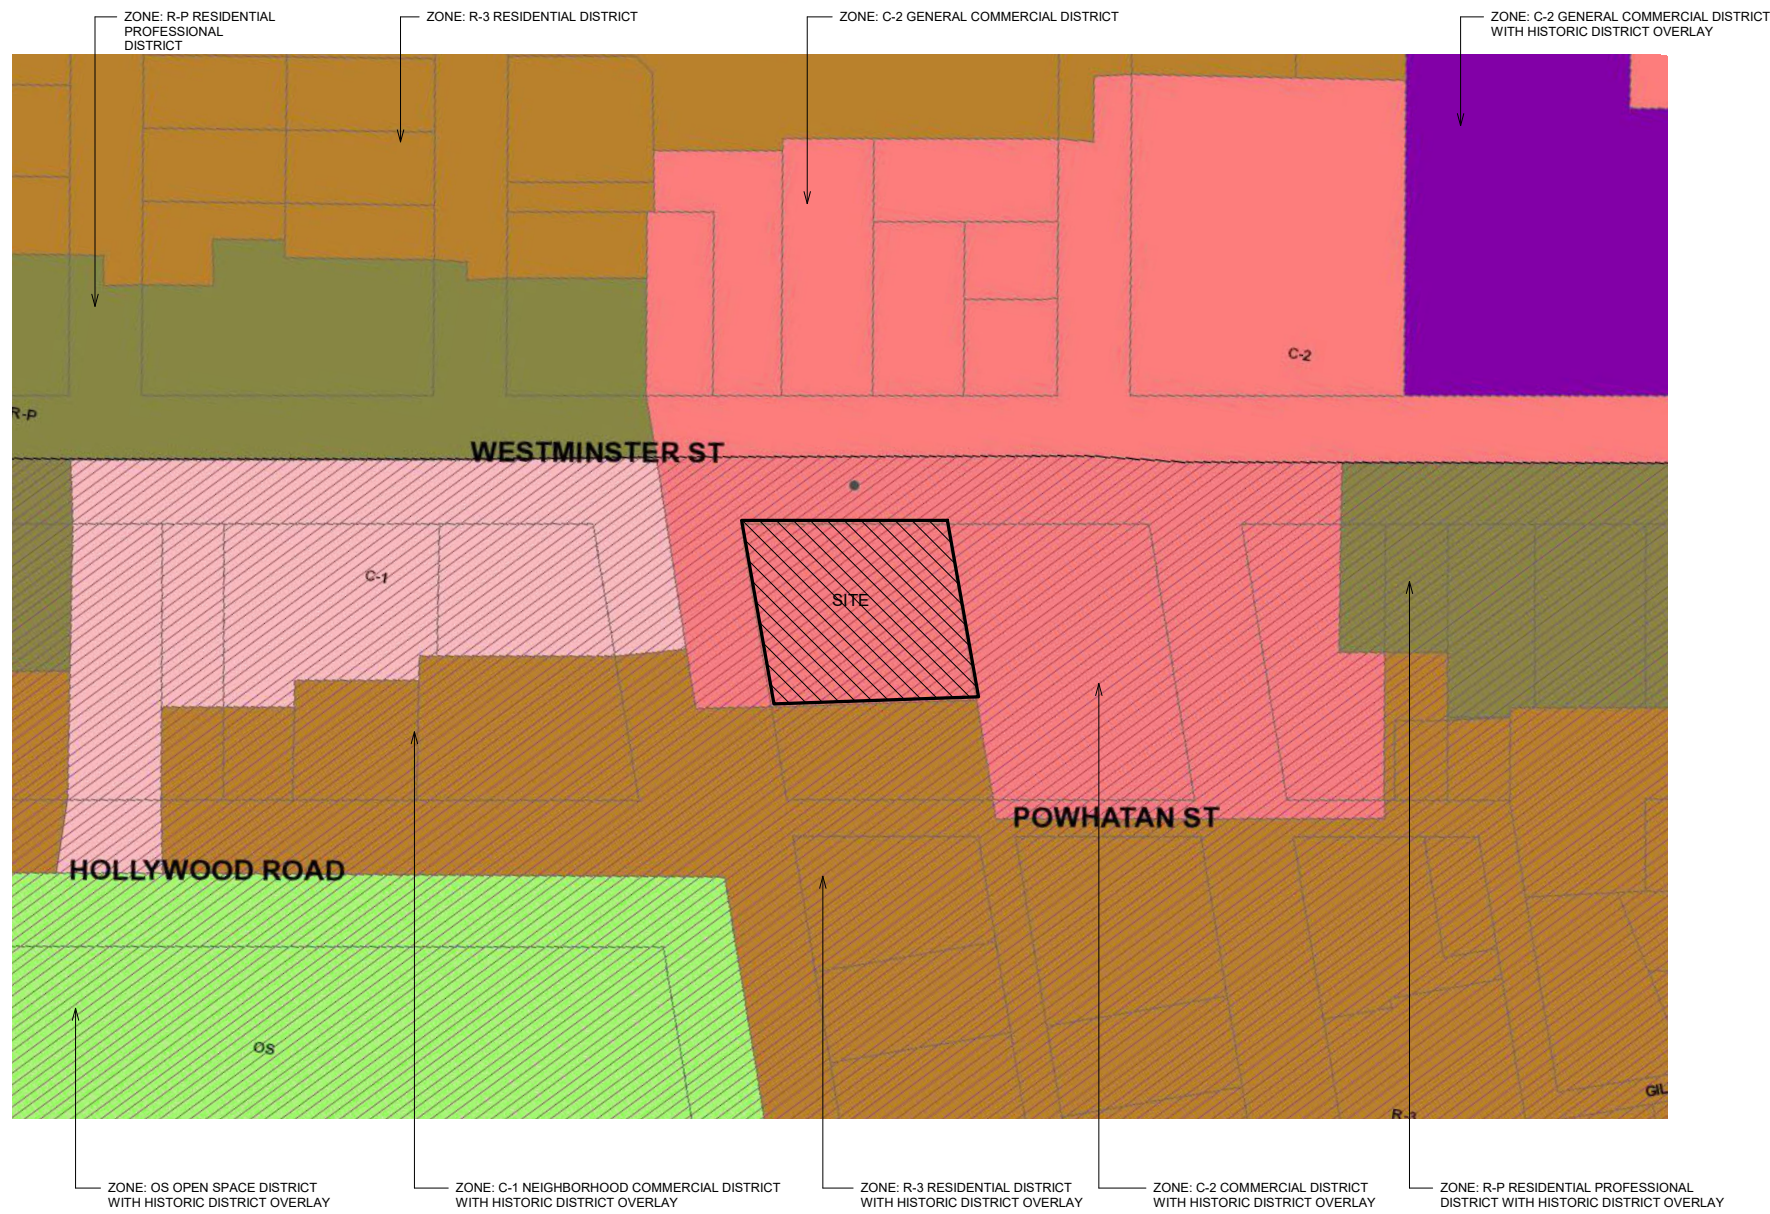 ZONE: R-P RESIDENTIAL
PROFESSIONAL
DISTRICT
ZONE: R-3 RESIDENTIAL DISTRICT
ZONE: C-2 GENERAL COMMERCIAL DISTRICT
ZONE: C-2 GENERAL COMMERCIAL DISTRICT
WITH HISTORIC DISTRICT OVERLAY
C-2
R-P
WESTMINSTER ST
C-1
SITE
POWHATAN ST
HOLLYWOOD ROAD
OS
GIL
R-3
ZONE: OS OPEN SPACE DISTRICT
WITH HISTORIC DISTRICT OVERLAY
ZONE: C-1 NEIGHBORHOOD COMMERCIAL DISTRICT
WITH HISTORIC DISTRICT OVERLAY
ZONE: R-3 RESIDENTIAL DISTRICT
WITH HISTORIC DISTRICT OVERLAY
ZONE: C-2 COMMERCIAL DISTRICT
WITH HISTORIC DISTRICT OVERLAY
ZONE: R-P RESIDENTIAL PROFESSIONAL
DISTRICT WITH HISTORIC DISTRICT OVERLAY